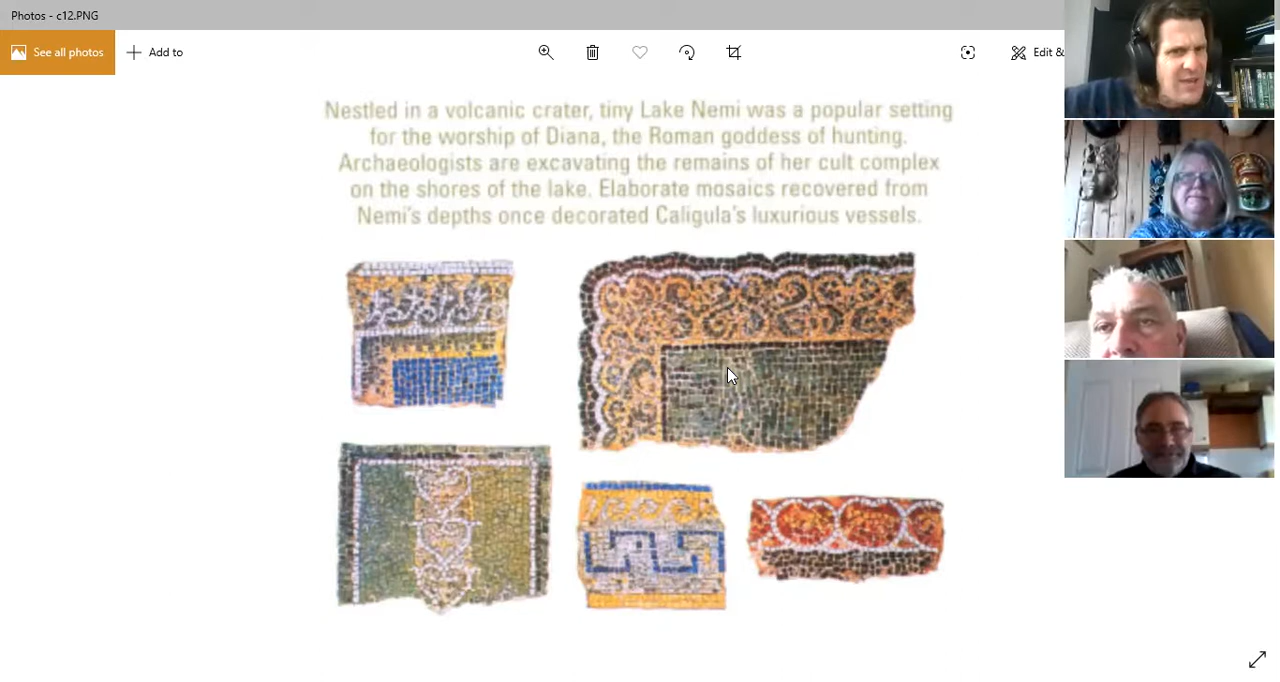 Photos - c12.PNG
See all photos
Add to
Edit &
Nestled in a volcanic crater, tiny Lake Nemi was a popular setting
for the worship of Diana, the Roman goddess of hunting.
Archaeologists are excavating the remains of her cult complex
on the shores of the lake. Elaborate mosaics recovered from
Nemi's depths once decorated Caligula's luxurious vessels.